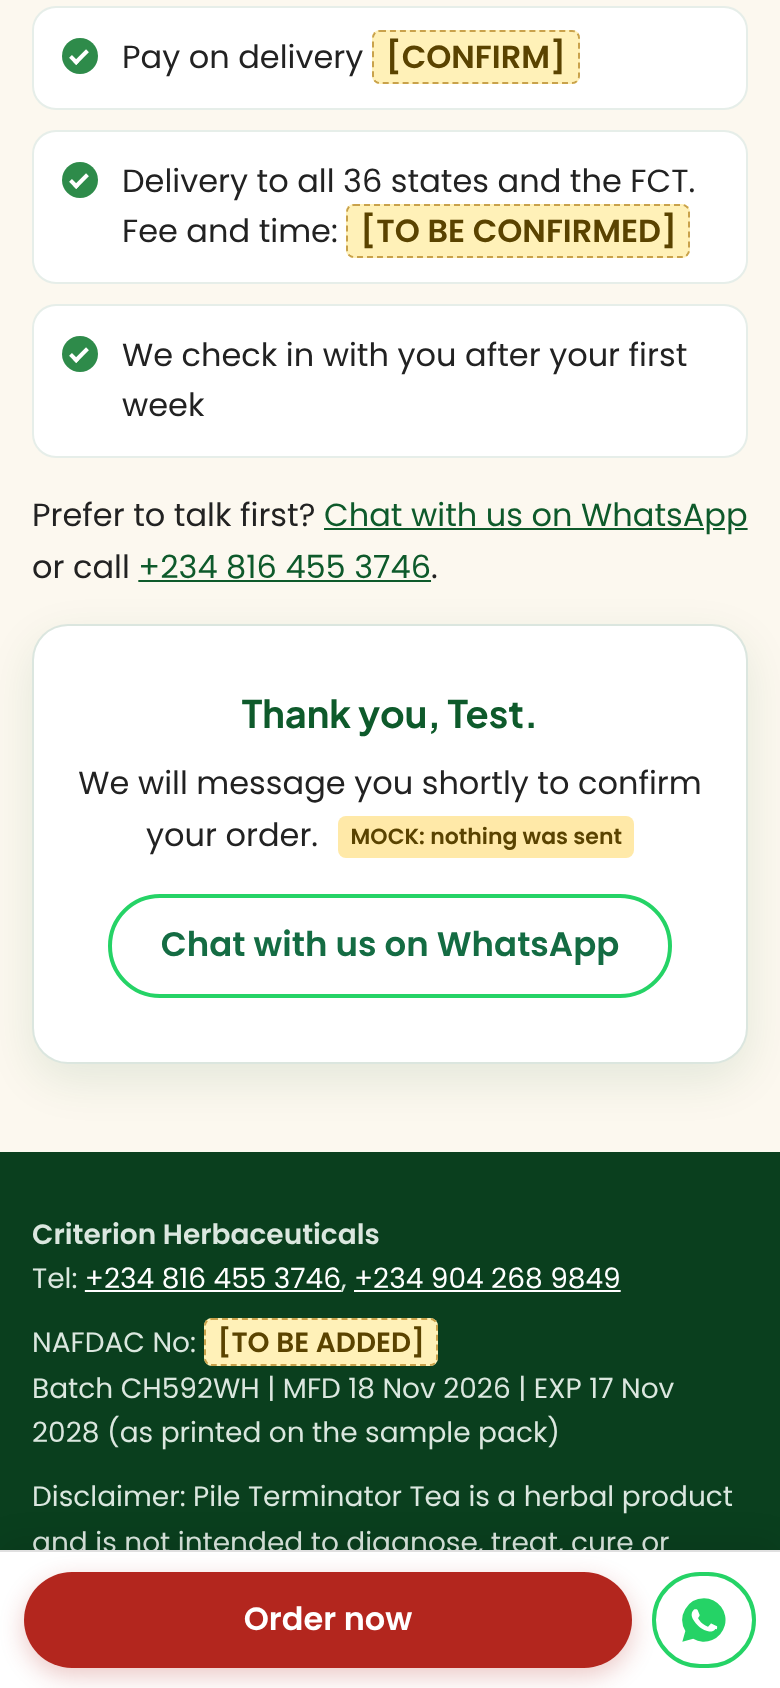 Pay on delivery [CONFIRM]
Delivery to all 36 states and the FCT.
Fee and time: [TO BE CONFIRMED]
We check in with you after your first
week
Prefer to talk first? Chat with us on WhatsApp
or call +234 816 455 3746.
Thank you, Test.
We will message you shortly to confirm
your order. MOCK: nothing was sent
Chat with us on WhatsApp
Criterion Herbaceuticals
Tel: +234 816 455 3746, +234 904 268 9849
NAFDAC No: [TO BE ADDED]
Batch CH592WH | MFD 18 Nov 2026 | EXP 17 Nov
2028 (as printed on the sample pack)
Disclaimer: Pile Terminator Tea is a herbal product
and is not intended to diagnose, treat, cure or
Order now